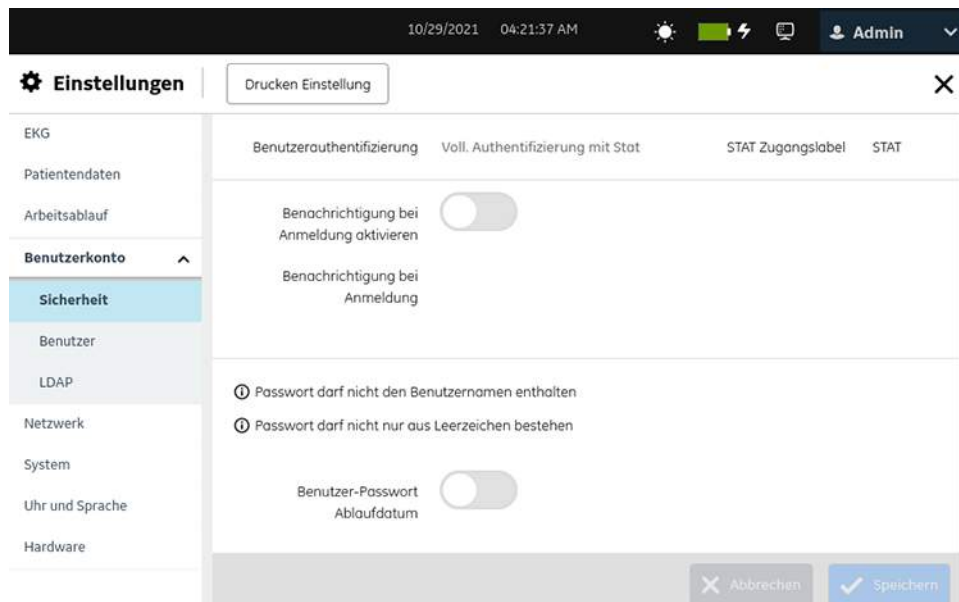 10/29/2021 04:21:37 AM Admin
Einstellungen Drucken Einstellung
EKG
Patientendaten
Arbeitsablauf
Benutzerkonto
Sicherheit
Benutzer
LDAP
Netzwerk
System
Uhr und Sprache
Hardware
Benutzerauthentifizierung Voll. Authentifizierung mit Stat STAT Zugangslabel STAT
Benachrichtigung bei
Anmeldung aktivieren
Benachrichtigung bei
Anmeldung
Passwort darf nicht den Benutzernamen enthalten
Passwort darf nicht nur aus Leerzeichen bestehen
Benutzer-Passwort
Ablaufdatum
Abbrechen Speichern